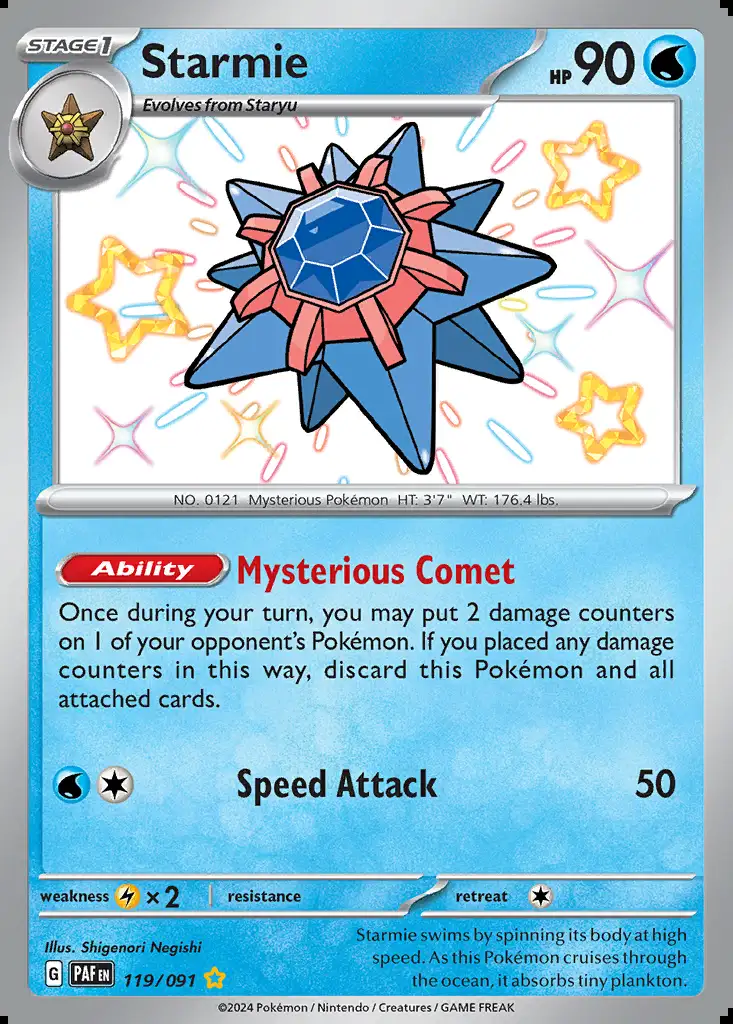 STAGE1
Starmie
HP 90
Evolves from Staryu
NO. 0121 Mysterious Pokémon HT: 3'7" WT: 176.4 lbs.
Ability Mysterious Comet
Once during your turn, you may put 2 damage counters
on 1 of your opponent's Pokémon. If you placed any damage
counters in this way, discard this Pokémon and all
attached cards.
Speed Attack 50
weakness ×2 resistance retreat
Illus. Shigenori Negishi
Starmie swims by spinning its body at high
speed. As this Pokémon cruises through
the ocean, it absorbs tiny plankton.
G PAF EN 119/091
©2024 Pokémon / Nintendo / Creatures / GAME FREAK